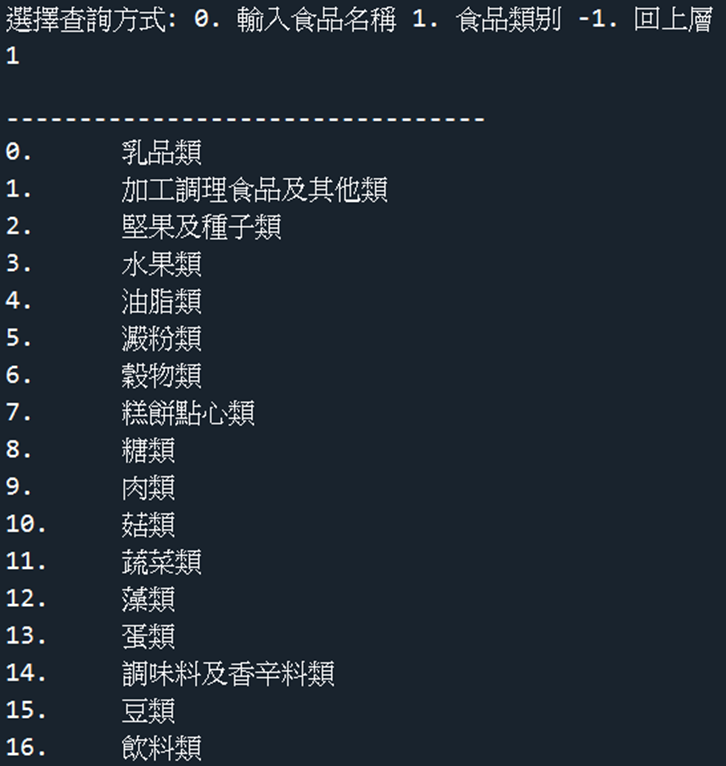 選擇查詢方式: 0. 輸入食品名稱 1. 食品類別 -1. 回上層
1
---------------------------------
0. 乳品類
1. 加工調理食品及其他類
2. 堅果及種子類
3. 水果類
4. 油脂類
5. 澱粉類
6. 穀物類
7. 糕餅點心類
8. 糖類
9. 肉類
10. 菇類
11. 蔬菜類
12. 藻類
13. 蛋類
14. 調味料及香辛料類
15. 豆類
16. 飲料類